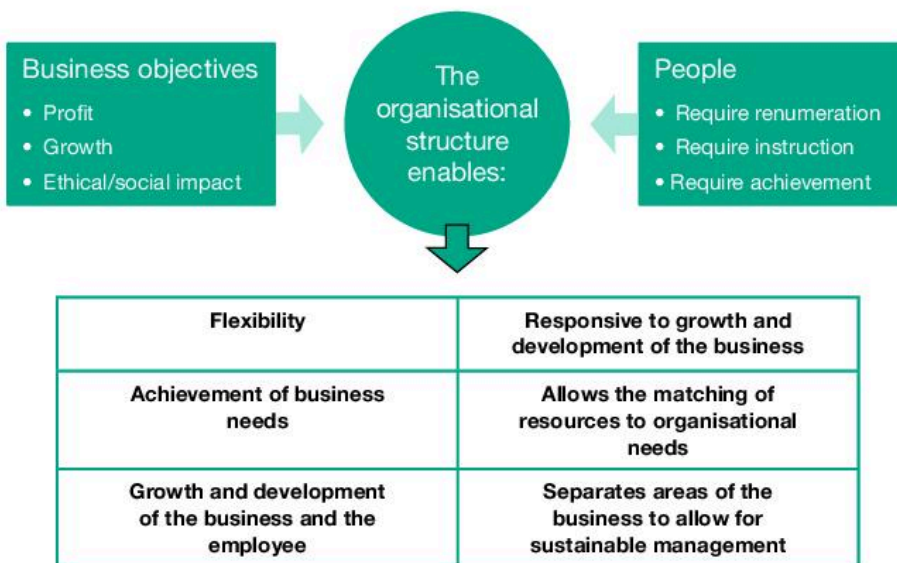 Business objectives
• Profit
• Growth
• Ethical/social impact
The
organisational
structure
enables:
People
• Require renumeration
• Require instruction
• Require achievement
Flexibility
Responsive to growth and
development of the business
Achievement of business
needs
Allows the matching of
resources to organisational
needs
Growth and development
of the business and the
employee
Separates areas of the
business to allow for
sustainable management